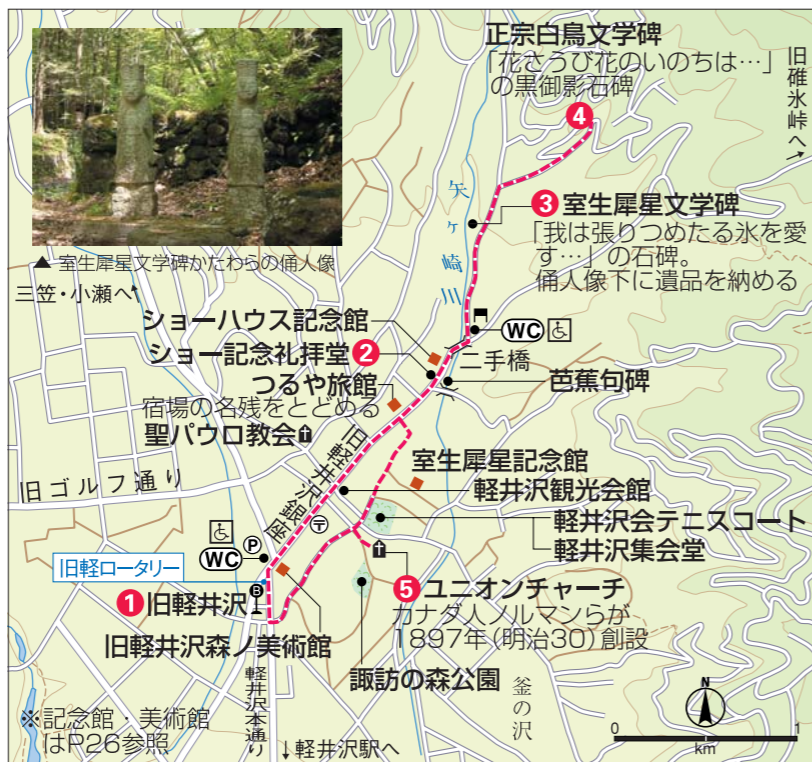 正宗白鳥文学碑
「花さうび花のいのちは…」
の黒御影石碑
旧碓氷峠へ
4
矢ヶ崎川
3 室生犀星文学碑
「我は張りつめたる氷を愛
す…」の石碑。
俑人像下に遺品を納める
▲ 室生犀星文学碑かたわらの俑人像
三笠・小瀬へ
ショーハウス記念館
WC
ショー記念礼拝堂 2
二手橋
つるや旅館
芭蕉句碑
宿場の名残をとどめる
聖パウロ教会
旧軽井沢銀座
室生犀星記念館
旧ゴルフ通り
軽井沢観光会館
軽井沢会テニスコート
軽井沢集会堂
P
WC
旧軽ロータリー
B
1 旧軽井沢
5 ユニオンチャーチ
カナダ人ノルマンらが
1897年(明治30)創設
旧軽井沢森ノ美術館
諏訪の森公園
釜の沢
軽井沢本通り
※記念館・美術館
はP26参照
↓軽井沢駅へ
N
0 1
km